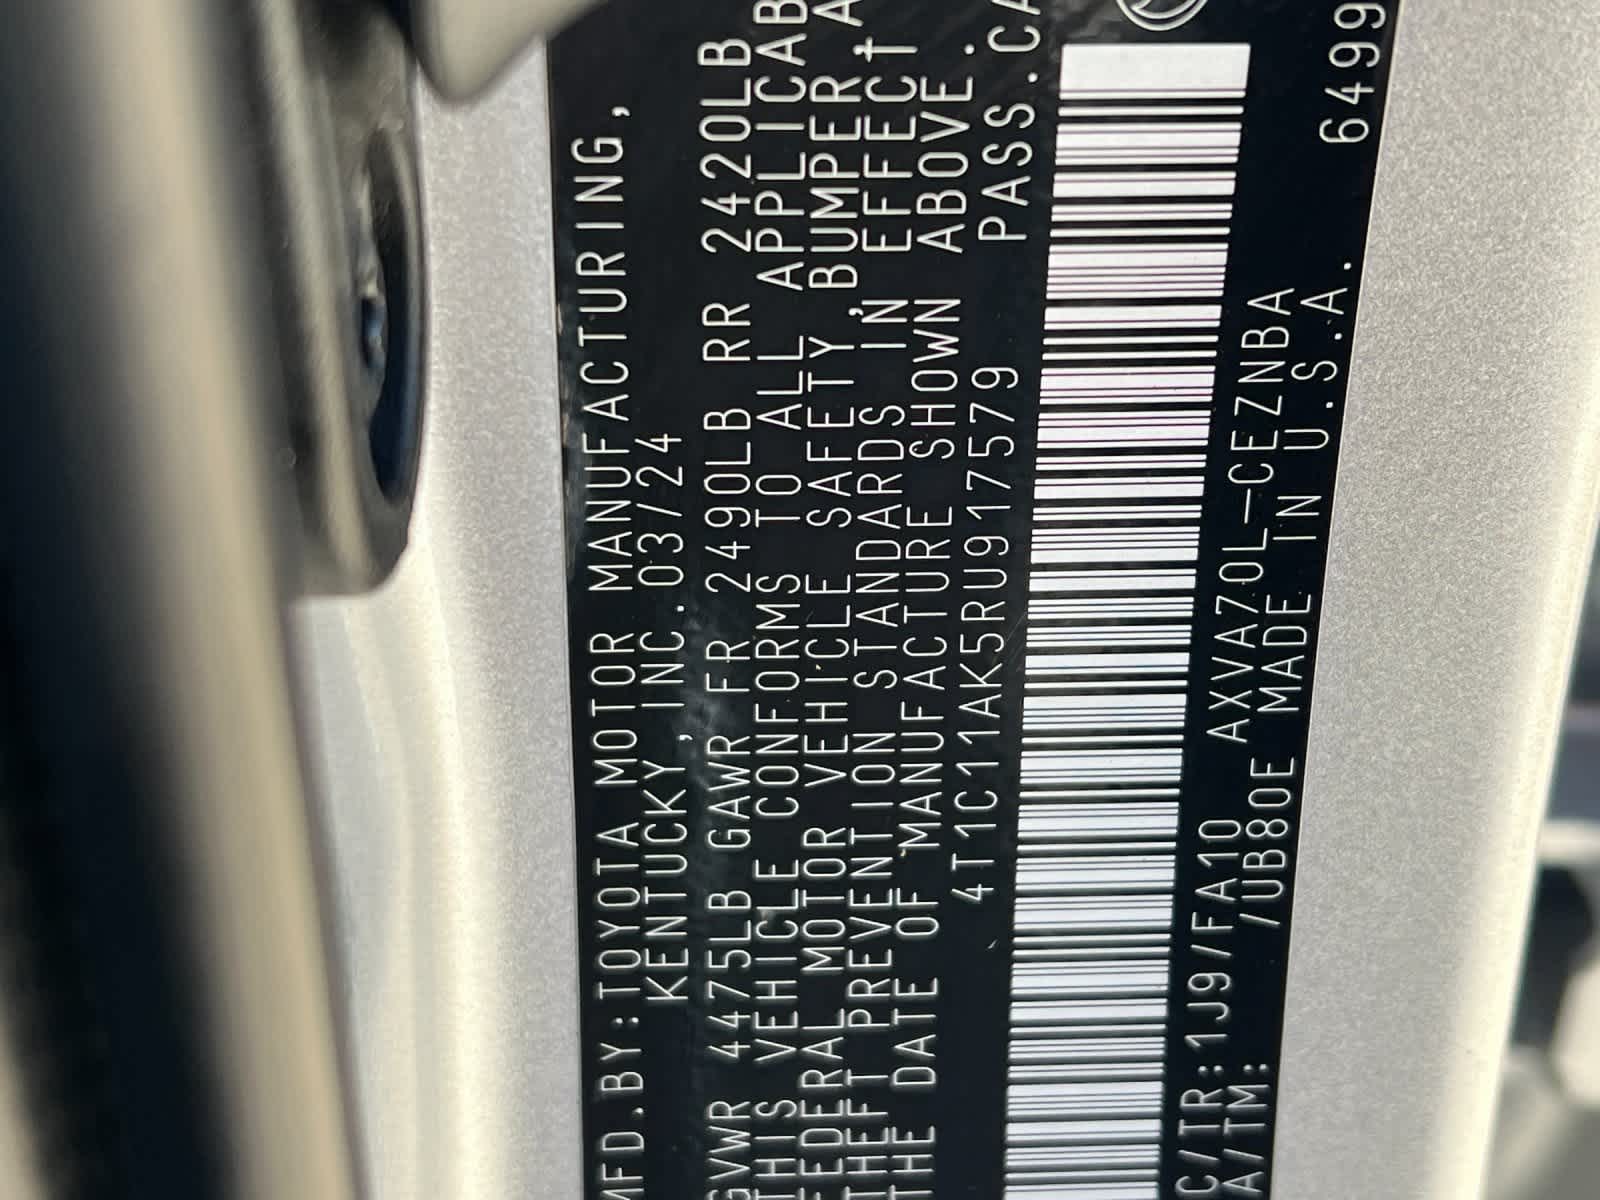 MFD.BY:TOYOTA MOTOR MANUFACTURING,
KENTUCKY, INC. 03/24
GVWR 4475LB GAWR FR 2490LB RR 2420LB
THIS VEHICLE CONFORMS TO ALL APPLICAB
FEDERAL MOTOR VEHICLE SAFETY, BUMPER A
THEFT PREVENTION STANDARDS IN EFFECT
THE DATE OF MANUFACTURE SHOWN ABOVE.
4T1C11AK5RU917579 PASS.CA
C/TR:1J9/FA10 AXVA70L-CEZNBA
A/TM: /UB80E MADE IN U.S.A. 6499